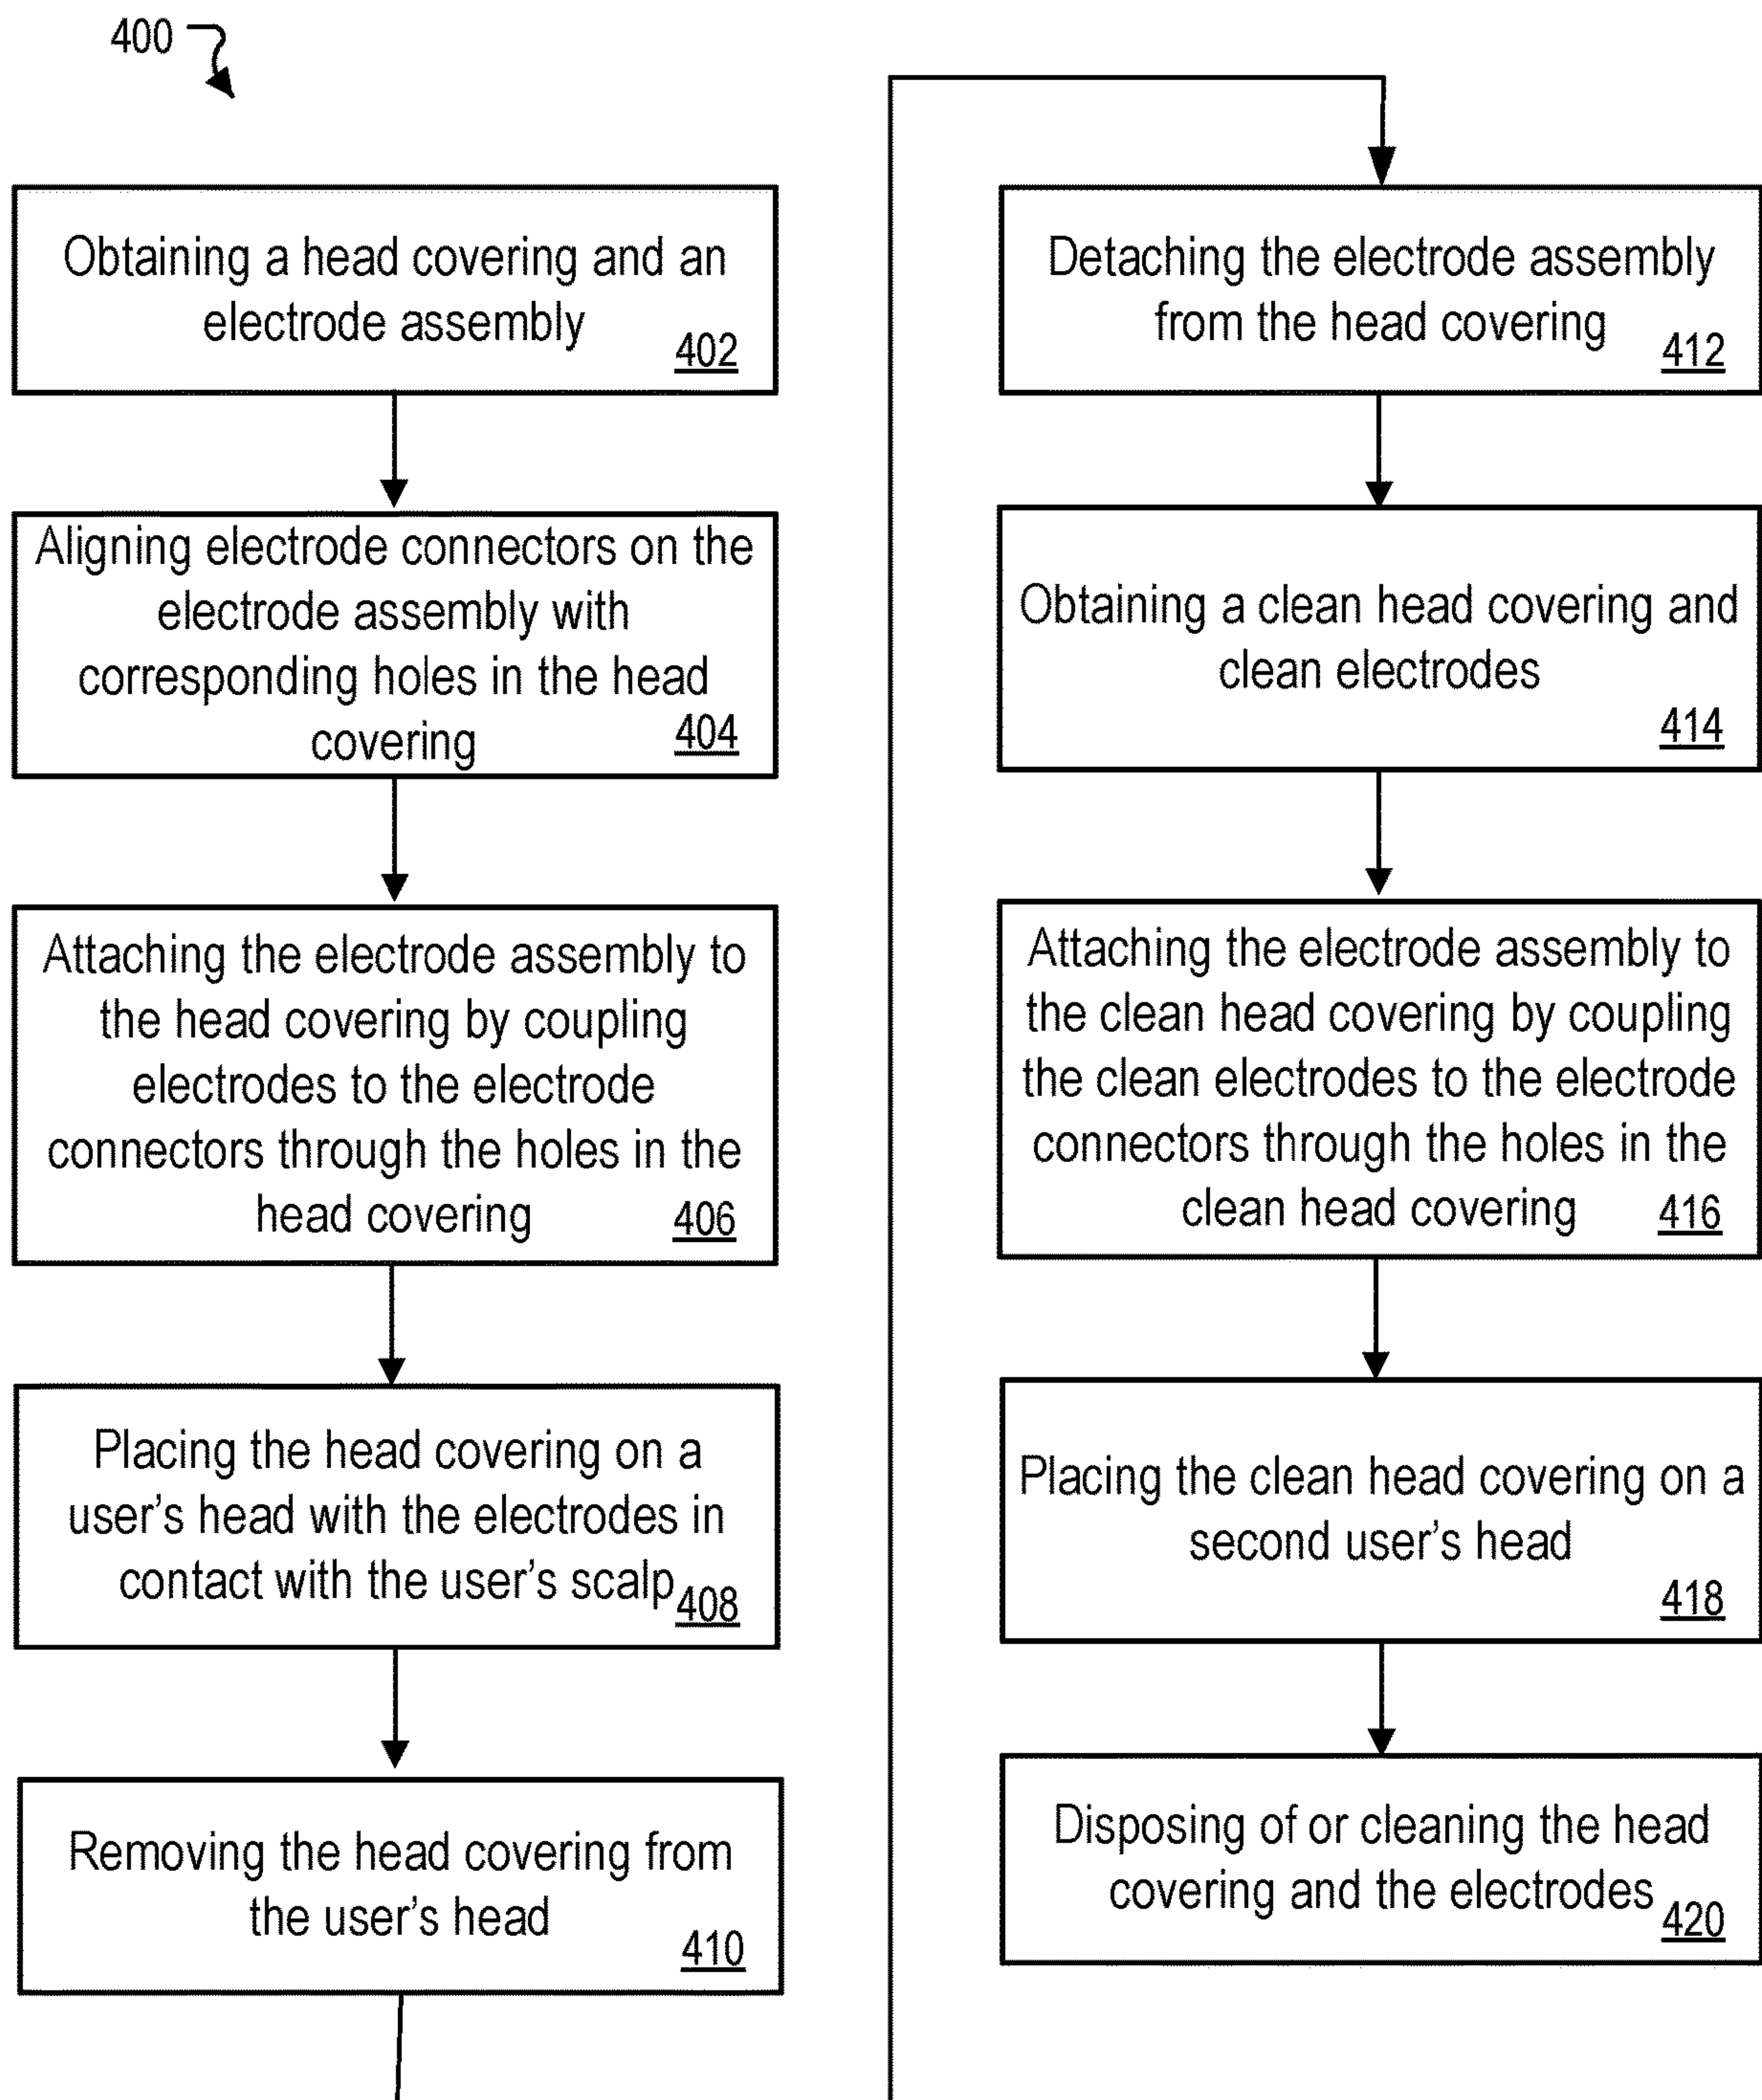 400
Obtaining a head covering and an
electrode assembly
402
Aligning electrode connectors on the
electrode assembly with
corresponding holes in the head
covering
404
Attaching the electrode assembly to
the head covering by coupling
electrodes to the electrode
connectors through the holes in the
head covering
406
Placing the head covering on a
user's head with the electrodes in
contact with the user's scalp
408
Removing the head covering from
the user's head
410
Detaching the electrode assembly
from the head covering
412
Obtaining a clean head covering and
clean electrodes
414
Attaching the electrode assembly to
the clean head covering by coupling
the clean electrodes to the electrode
connectors through the holes in the
clean head covering
416
Placing the clean head covering on a
second user's head
418
Disposing of or cleaning the head
covering and the electrodes
420